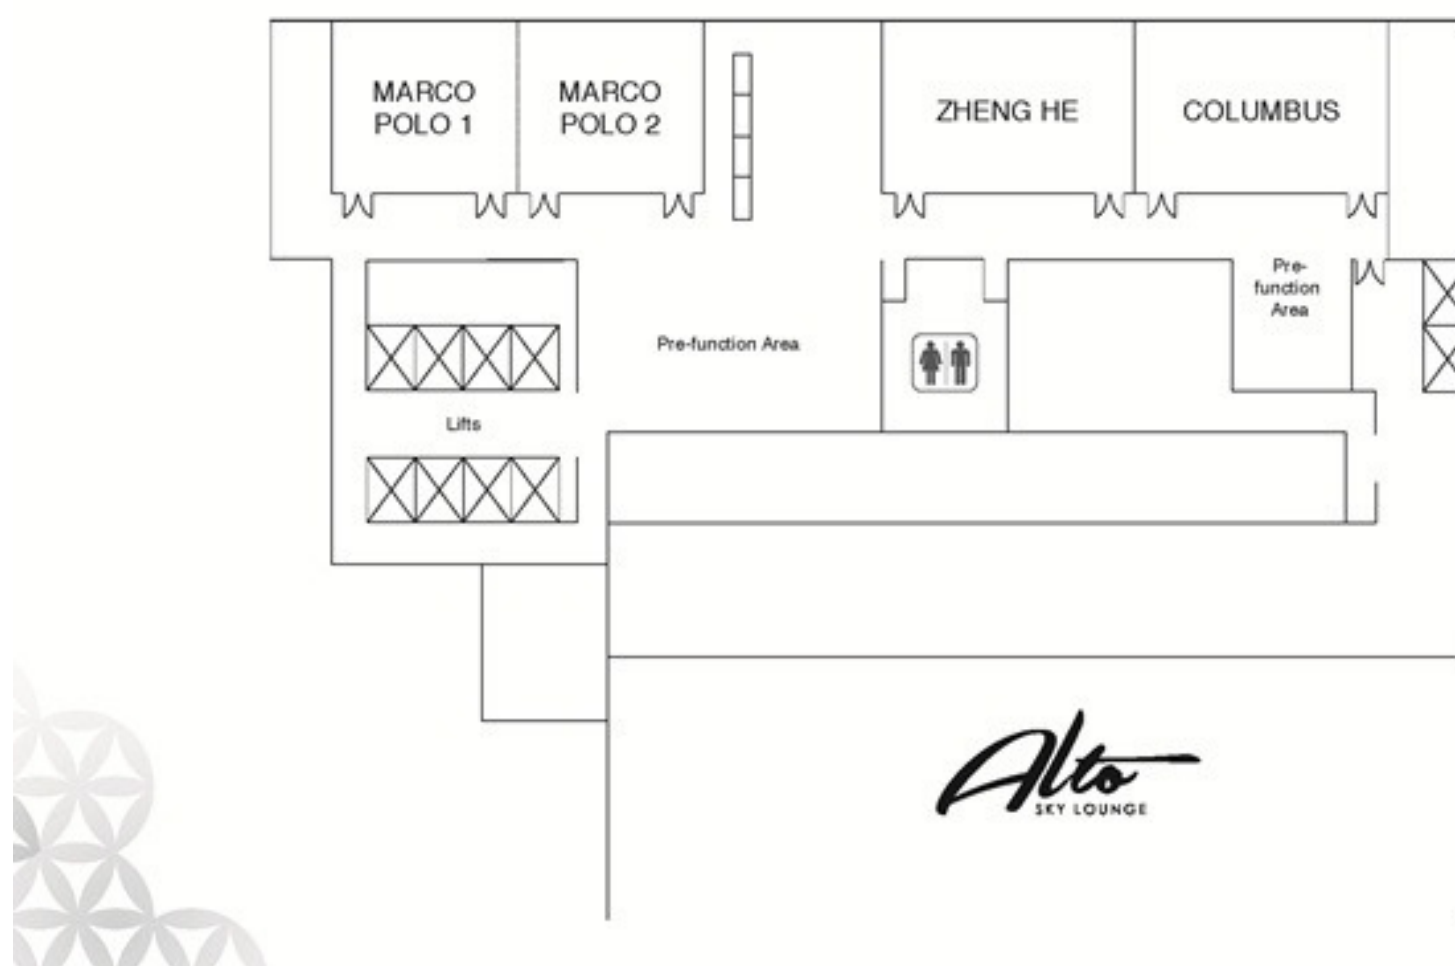 MARCO
POLO 1
MARCO
POLO 2
ZHENG HE
COLUMBUS
Pre-
function
Area
Pre-function Area
Lifts
Alto
SKY LOUNGE